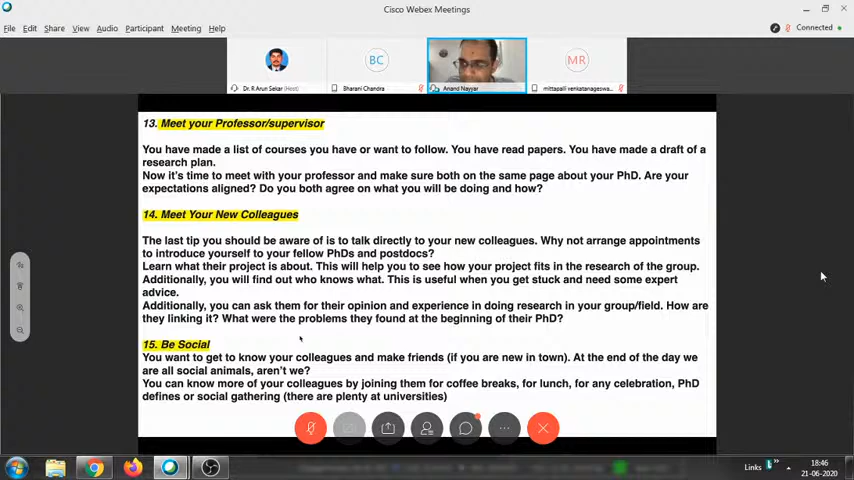 Cisco Webex Meetings
File Edit Share View Audio Participant Meeting Help
Connected
BC
MR
Dr. R Arun Sekar (Host)
Bharani Chandra
Anand Nayyar
mittapalli venkatanageswa...
13. Meet your Professor/supervisor
You have made a list of courses you have or want to follow. You have read papers. You have made a draft of a
research plan.
Now it's time to meet with your professor and make sure both on the same page about your PhD. Are your
expectations aligned? Do you both agree on what you will be doing and how?
14. Meet Your New Colleagues
The last tip you should be aware of is to talk directly to your new colleagues. Why not arrange appointments
to introduce yourself to your fellow PhDs and postdocs?
Learn what their project is about. This will help you to see how your project fits in the research of the group.
Additionally, you will find out who knows what. This is useful when you get stuck and need some expert
advice.
Additionally, you can ask them for their opinion and experience in doing research in your group/field. How are
they linking it? What were the problems they found at the beginning of their PhD?
15. Be Social
You want to get to know your colleagues and make friends (if you are new in town). At the end of the day we
are all social animals, aren't we?
You can know more of your colleagues by joining them for coffee breaks, for lunch, for any celebration, PhD
defines or social gathering (there are plenty at universities)
Links
18:46
21-06-2020